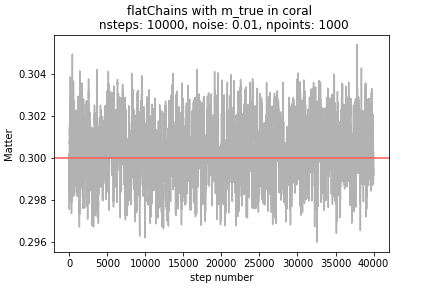 flatChains with m_true in coral
nsteps: 10000, noise: 0.01, npoints: 1000
0.304
0.302
0.300
0.298
0.296
Matter
0 5000 10000 15000 20000 25000 30000 35000 40000
step number